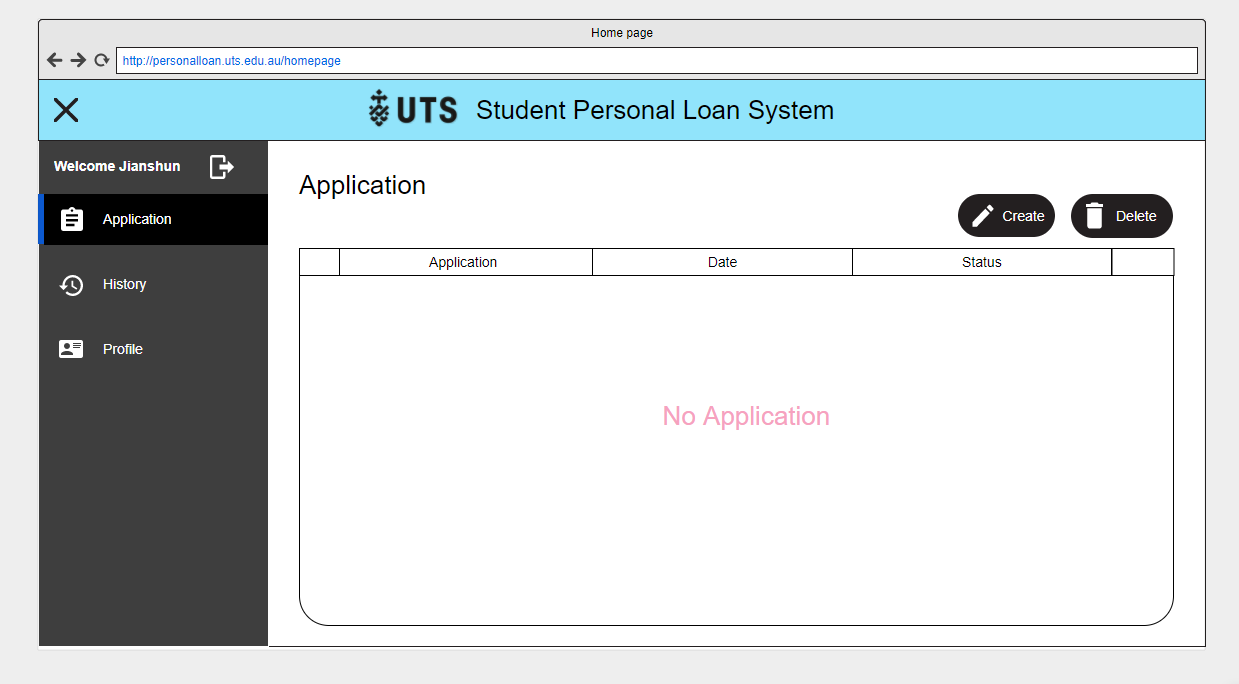 Home page
http://personalloan.uts.edu.au/homepage
UTS Student Personal Loan System
Welcome Jianshun
Application
History
Profile
Application
Create Delete
Application Date Status
No Application